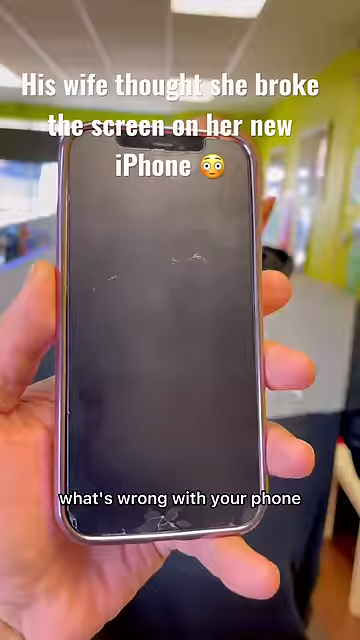 His wife thought she broke
the screen on her new
iPhone 😳
what's wrong with your phone